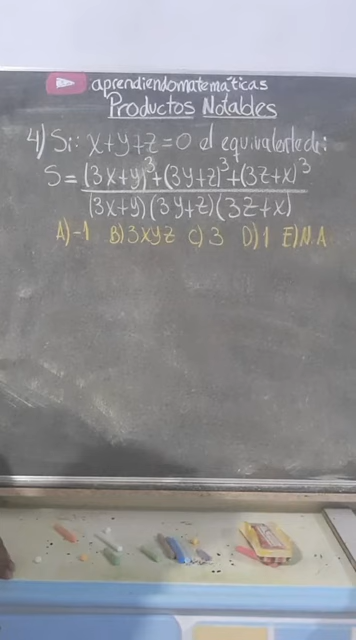 aprendiendomatemáticas
Productos Notables
4) Si: x+y+z=0 el equivalente de:
S = (3x+y)³+(3y+z)³+(3z+x)³
(3x+y)(3y+z)(3z+x)
A) -1 B) 3xyz C) 3 D) 1 E) N.A.